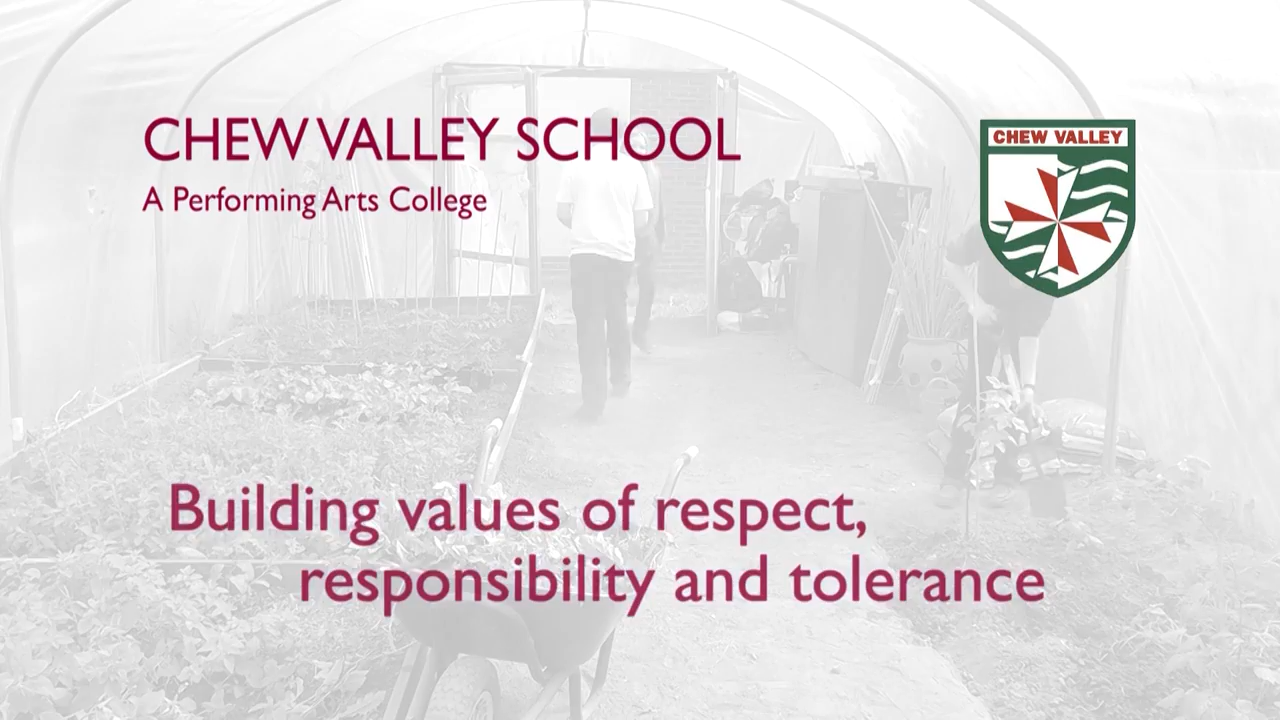 CHEW VALLEY SCHOOL
A Performing Arts College
CHEW VALLEY
Building values of respect,
responsibility and tolerance